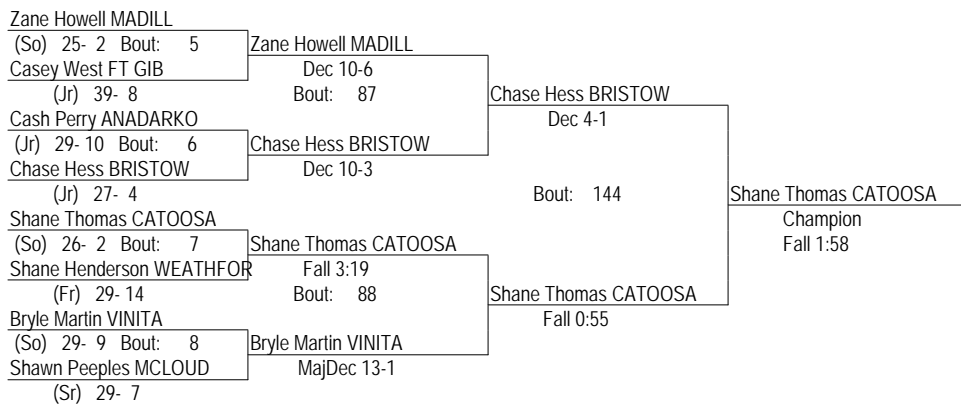 Zane Howell MADILL
(So) 25- 2 Bout: 5
Zane Howell MADILL
Casey West FT GIB
Dec 10-6
(Jr) 39- 8
Bout: 87
Chase Hess BRISTOW
Cash Perry ANADARKO
Dec 4-1
(Jr) 29- 10 Bout: 6
Chase Hess BRISTOW
Chase Hess BRISTOW
Dec 10-3
(Jr) 27- 4
Bout: 144
Shane Thomas CATOOSA
Shane Thomas CATOOSA
Champion
(So) 26- 2 Bout: 7
Shane Thomas CATOOSA
Fall 1:58
Shane Henderson WEATHFOR
Fall 3:19
(Fr) 29- 14
Bout: 88
Shane Thomas CATOOSA
Bryle Martin VINITA
Fall 0:55
(So) 29- 9 Bout: 8
Bryle Martin VINITA
Shawn Peeples MCLOUD
MajDec 13-1
(Sr) 29- 7